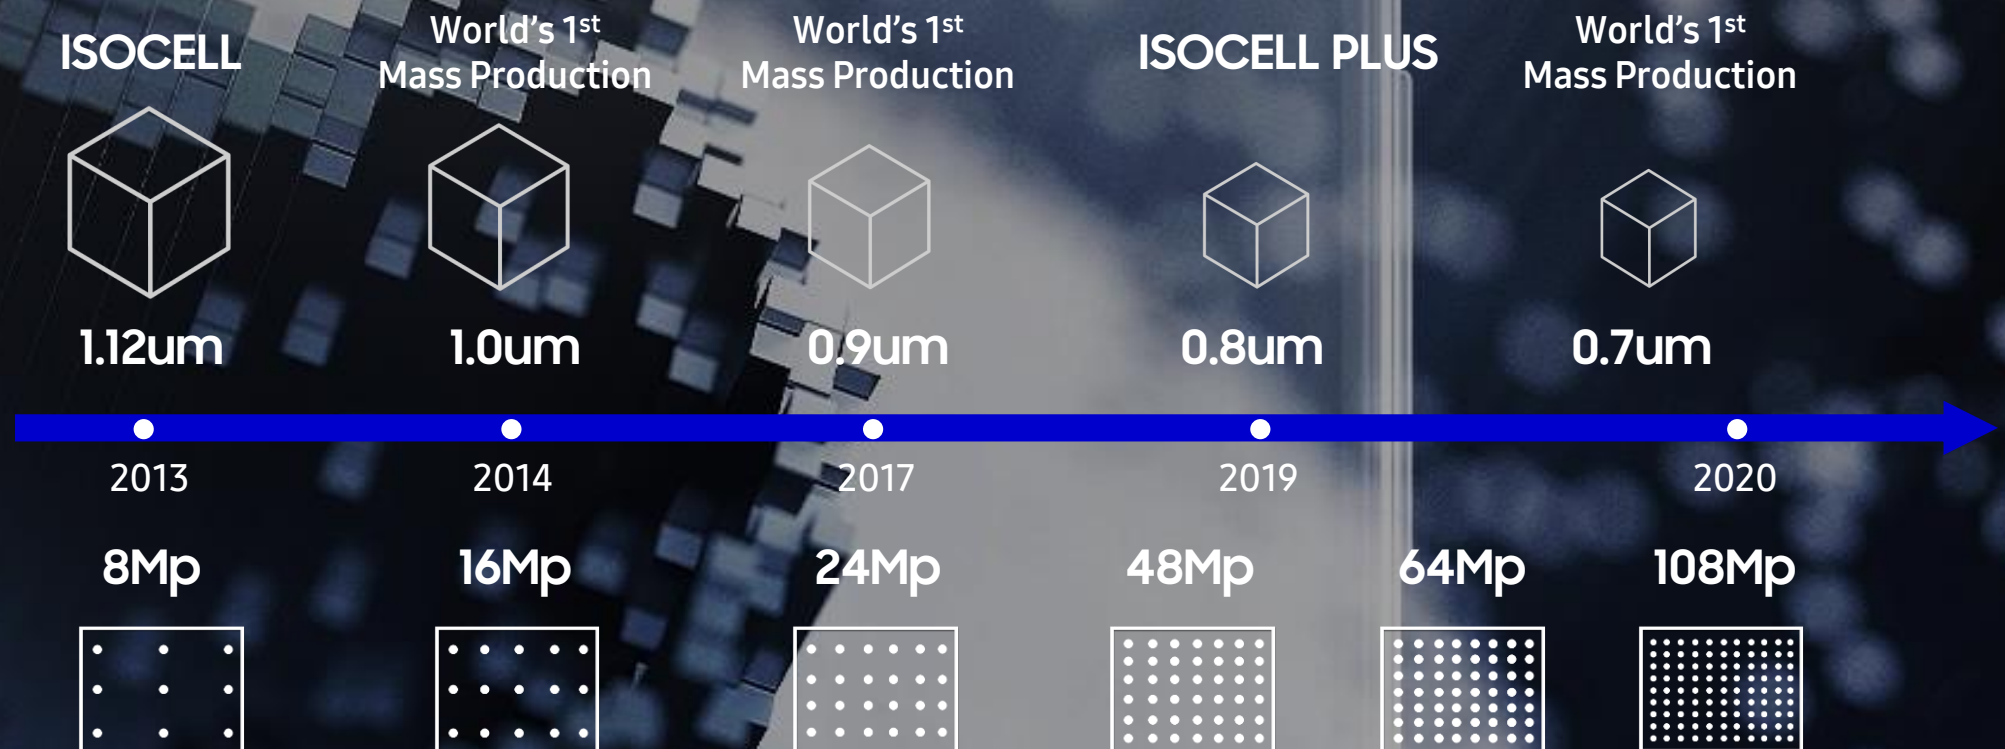 ISOCELL
World's 1st
Mass Production
World's 1st
Mass Production
ISOCELL PLUS
World's 1st
Mass Production
1.12um
1.0um
0.9um
0.8um
0.7um
2013
2014
2017
2019
2020
8Mp
16Mp
24Mp
48Mp
64Mp
108Mp